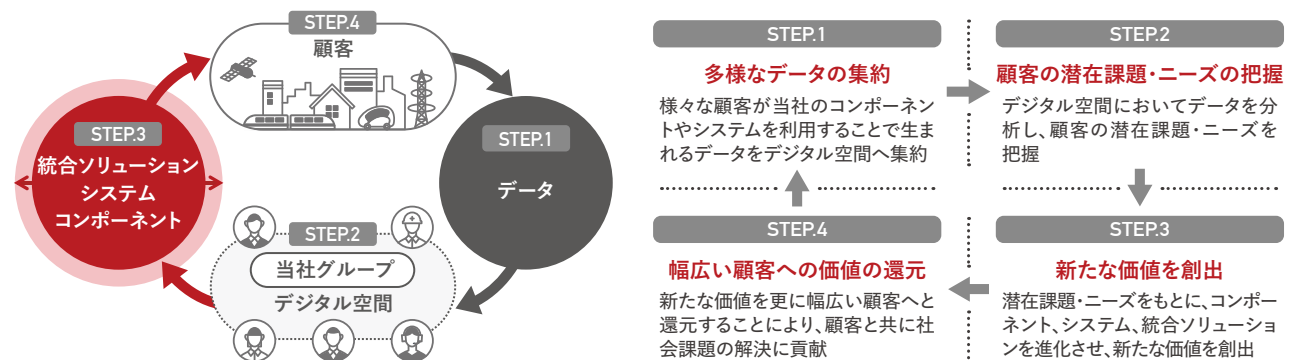 STEP.4
顧客
STEP.3
統合ソリューション
システム
コンポーネント
STEP.1
データ
STEP.2
当社グループ
デジタル空間
STEP.1
多様なデータの集約
様々な顧客が当社のコンポーネン
トやシステムを利用することで生ま
れるデータをデジタル空間へ集約
STEP.2
顧客の潜在課題・ニーズの把握
デジタル空間においてデータを分
析し、顧客の潜在課題・ニーズを
把握
STEP.4
幅広い顧客への価値の還元
新たな価値を更に幅広い顧客へと
還元することにより、顧客と共に社
会課題の解決に貢献
STEP.3
新たな価値を創出
潜在課題・ニーズをもとに、コンポー
ネント、システム、統合ソリューショ
ンを進化させ、新たな価値を創出